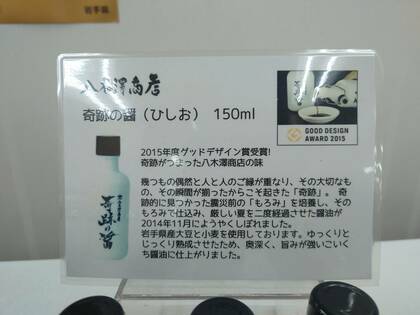 岩手県
八木澤商店
奇跡の醤（ひしお） 150ml
GOOD DESIGN
AWARD 2015
2015年度グッドデザイン賞受賞!
奇跡がつまった八木澤商店の味
幾つもの偶然と人と人のご縁が重なり、その大切なも
の、その瞬間が揃ったからこそ起きた「奇跡」。 奇
跡的に見つかった震災前の「もろみ」を培養し、その
もろみで仕込み、厳しい夏を二度経過させた醤油が
2014年11月にようやくしぼれました。
岩手県産大豆と小麦を使用しております。ゆっくりと
じっくり熟成させたため、奥深く、旨みが強いこいく
ち醤油に仕上がりました。
奇跡の醤